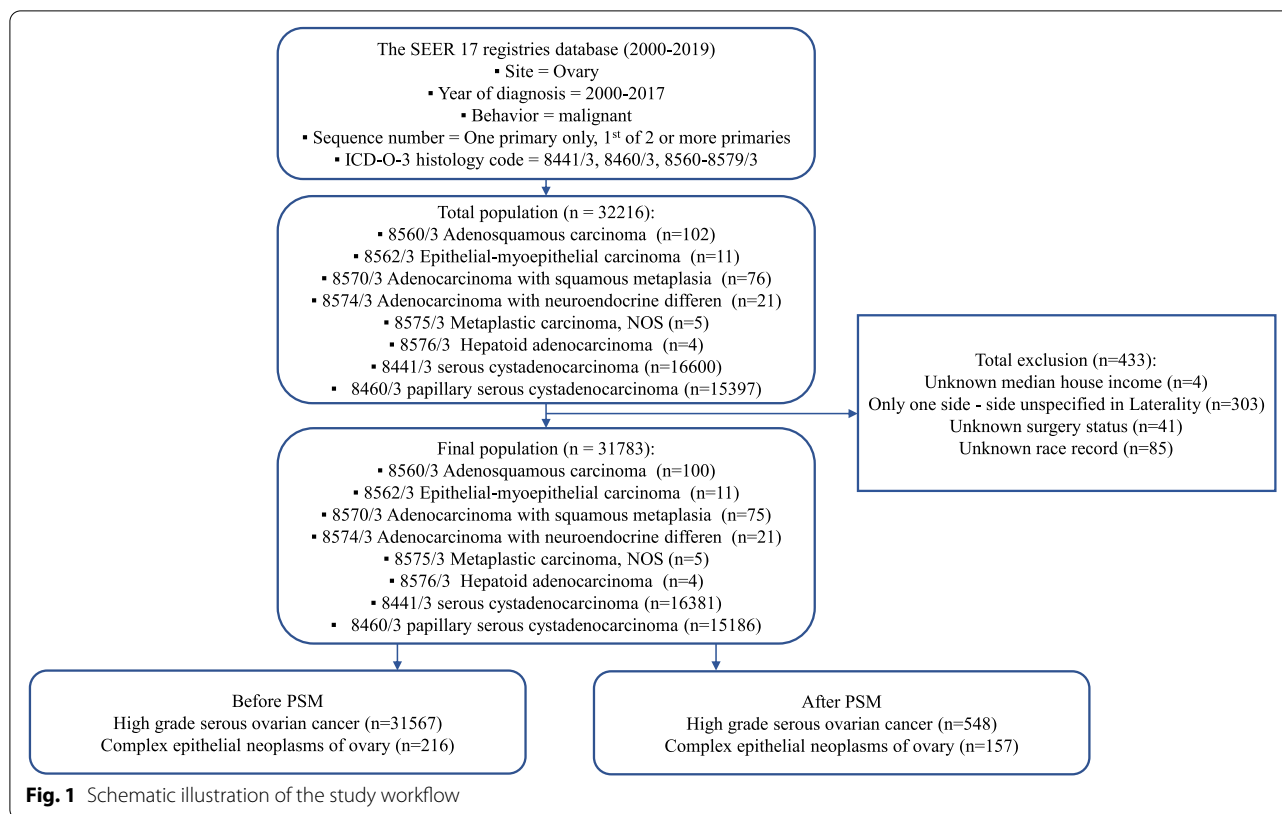 The SEER 17 registries database (2000-2019)
▪ Site = Ovary
▪ Year of diagnosis = 2000-2017
▪ Behavior = malignant
▪ Sequence number = One primary only, 1st of 2 or more primaries
▪ ICD-O-3 histology code = 8441/3, 8460/3, 8560-8579/3
Total population (n = 32216):
▪ 8560/3 Adenosquamous carcinoma (n=102)
▪ 8562/3 Epithelial-myoepithelial carcinoma (n=11)
▪ 8570/3 Adenocarcinoma with squamous metaplasia (n=76)
▪ 8574/3 Adenocarcinoma with neuroendocrine differen (n=21)
▪ 8575/3 Metaplastic carcinoma, NOS (n=5)
▪ 8576/3 Hepatoid adenocarcinoma (n=4)
▪ 8441/3 serous cystadenocarcinoma (n=16600)
▪ 8460/3 papillary serous cystadenocarcinoma (n=15397)
Total exclusion (n=433):
Unknown median house income (n=4)
Only one side - side unspecified in Laterality (n=303)
Unknown surgery status (n=41)
Unknown race record (n=85)
Final population (n = 31783):
▪ 8560/3 Adenosquamous carcinoma (n=100)
▪ 8562/3 Epithelial-myoepithelial carcinoma (n=11)
▪ 8570/3 Adenocarcinoma with squamous metaplasia (n=75)
▪ 8574/3 Adenocarcinoma with neuroendocrine differen (n=21)
▪ 8575/3 Metaplastic carcinoma, NOS (n=5)
▪ 8576/3 Hepatoid adenocarcinoma (n=4)
▪ 8441/3 serous cystadenocarcinoma (n=16381)
▪ 8460/3 papillary serous cystadenocarcinoma (n=15186)
Before PSM
High grade serous ovarian cancer (n=31567)
Complex epithelial neoplasms of ovary (n=216)
After PSM
High grade serous ovarian cancer (n=548)
Complex epithelial neoplasms of ovary (n=157)
Fig. 1 Schematic illustration of the study workflow